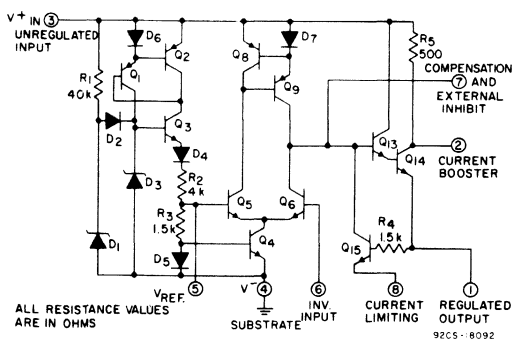 V+ IN ③
UNREGULATED
INPUT
D6
Q1
Q2
R1
40k
D2
Q3
D4
D3
R2
4k
R3
1.5k
D1
D5
Q8
D7
Q9
Q5
Q6
Q4
R5
500
COMPENSATION
⑦ AND
EXTERNAL
INHIBIT
Q13
Q14
②
CURRENT
BOOSTER
R4
1.5k
Q15
⑤
VREF.
V- ④
SUBSTRATE
⑥
INV.
INPUT
⑧
CURRENT
LIMITING
①
REGULATED
OUTPUT
ALL RESISTANCE VALUES
ARE IN OHMS
92CS-18092